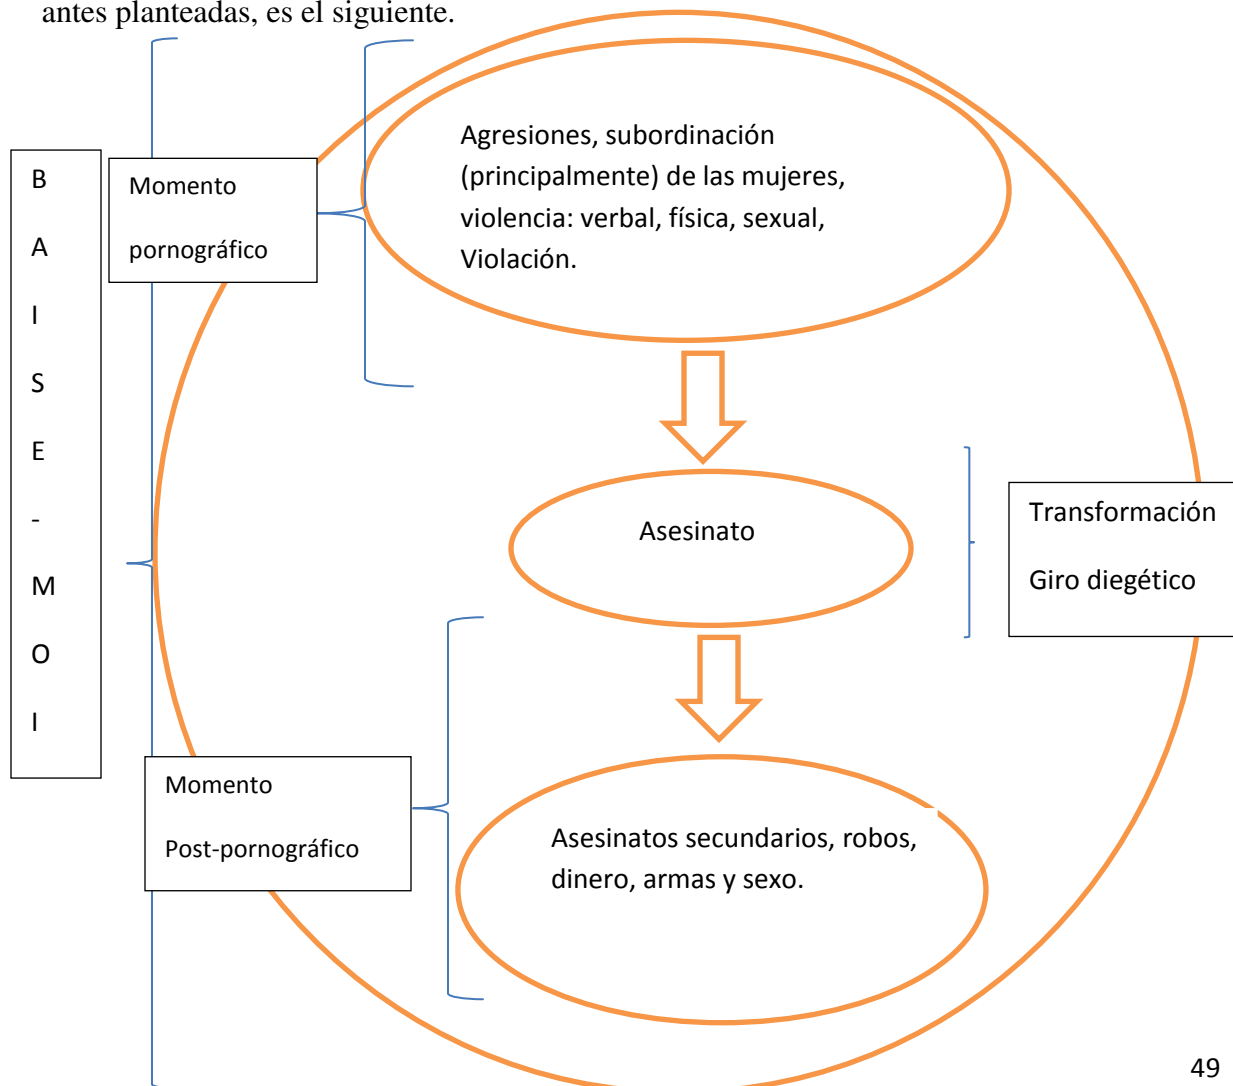 antes planteadas, es el siguiente.
B
A
I
S
E
-
M
O
I
Momento
pornográfico
Agresiones, subordinación
(principalmente) de las mujeres,
violencia: verbal, física, sexual,
Violación.
Asesinato
Transformación
Giro diegético
Momento
Post-pornográfico
Asesinatos secundarios, robos,
dinero, armas y sexo.
49